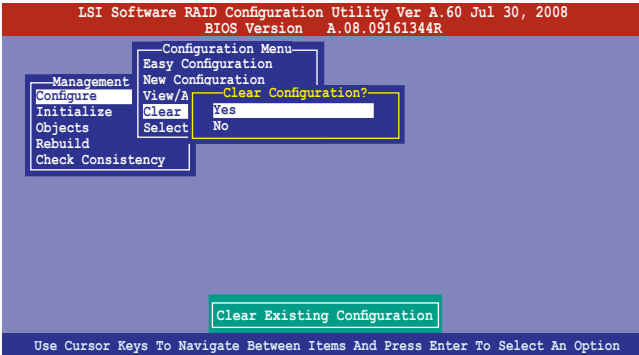 LSI Software RAID Configuration Utility Ver A.60 Jul 30, 2008
BIOS Version A.08.09161344R
Configuration Menu
Easy Configuration
New Configuration
View/A
Clear
Select
Management
Configure
Initialize
Objects
Rebuild
Check Consistency
Clear Configuration?
Yes
No
Clear Existing Configuration
Use Cursor Keys To Navigate Between Items And Press Enter To Select An Option